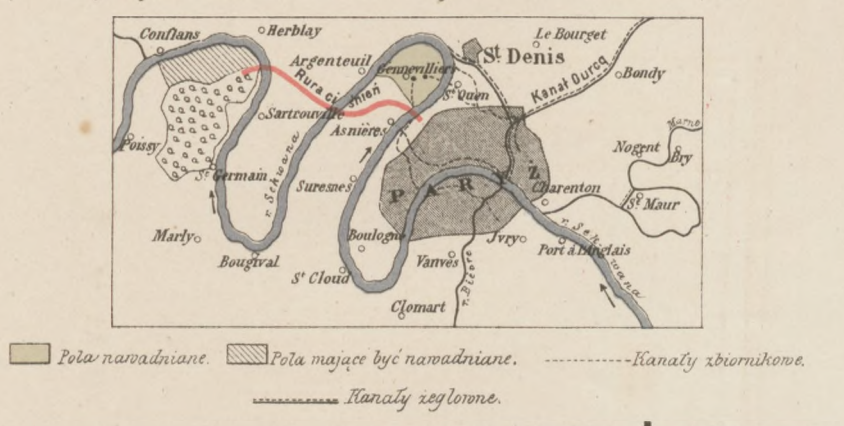 Herblay
Conflans
Le Bourget
Argenteuil
St Denis
Gennevilliers
Bondy
Rura ciśnień
Kanał Ourcq
St Ouen
Sartrouville
Asnières
Marne
Poissy
Nogent
Bry
St Germain
r. Sekwana
Suresnes
P A R Y Ż
Charenton
St Maur
Marly
Boulogne
Jvry
r. Sekwana
Port à l'Anglais
Bougival
Vanves
St Cloud
r. Bièvre
Clomart
Pola nawadniane.
Pola mające być nawadniane.
Kanały zbiornikowe.
Kanały żeglowne.